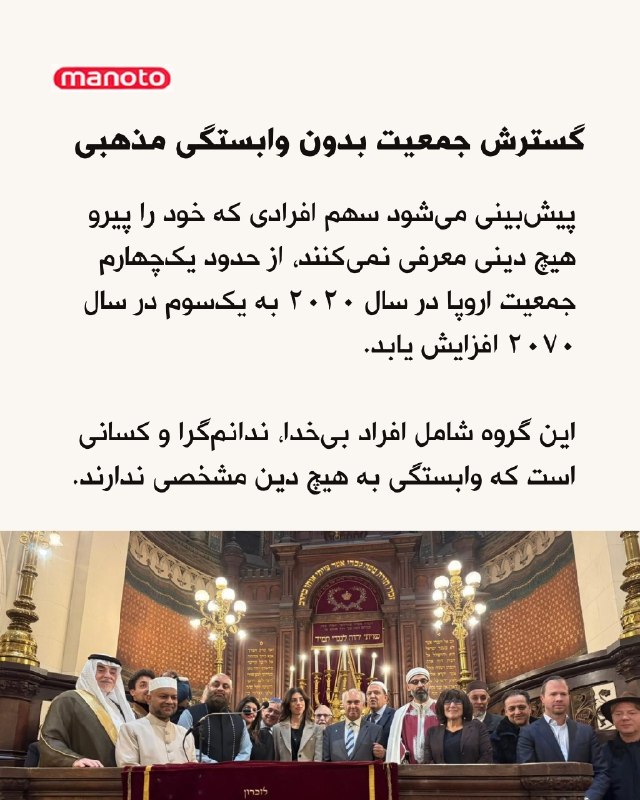 manoto
گسترش جمعیت بدون وابستگی مذهبی
پیش‌بینی می‌شود سهم افرادی که خود را پیرو
هیچ دینی معرفی نمی‌کنند، از حدود یک‌چهارم
جمعیت اروپا در سال ۲۰۲۰ به یک‌سوم در سال
۲۰۷۰ افزایش یابد.
این گروه شامل افراد بی‌خدا، ندانم‌گرا و کسانی
است که وابستگی به هیچ دین مشخصی ندارند.
לזכרון